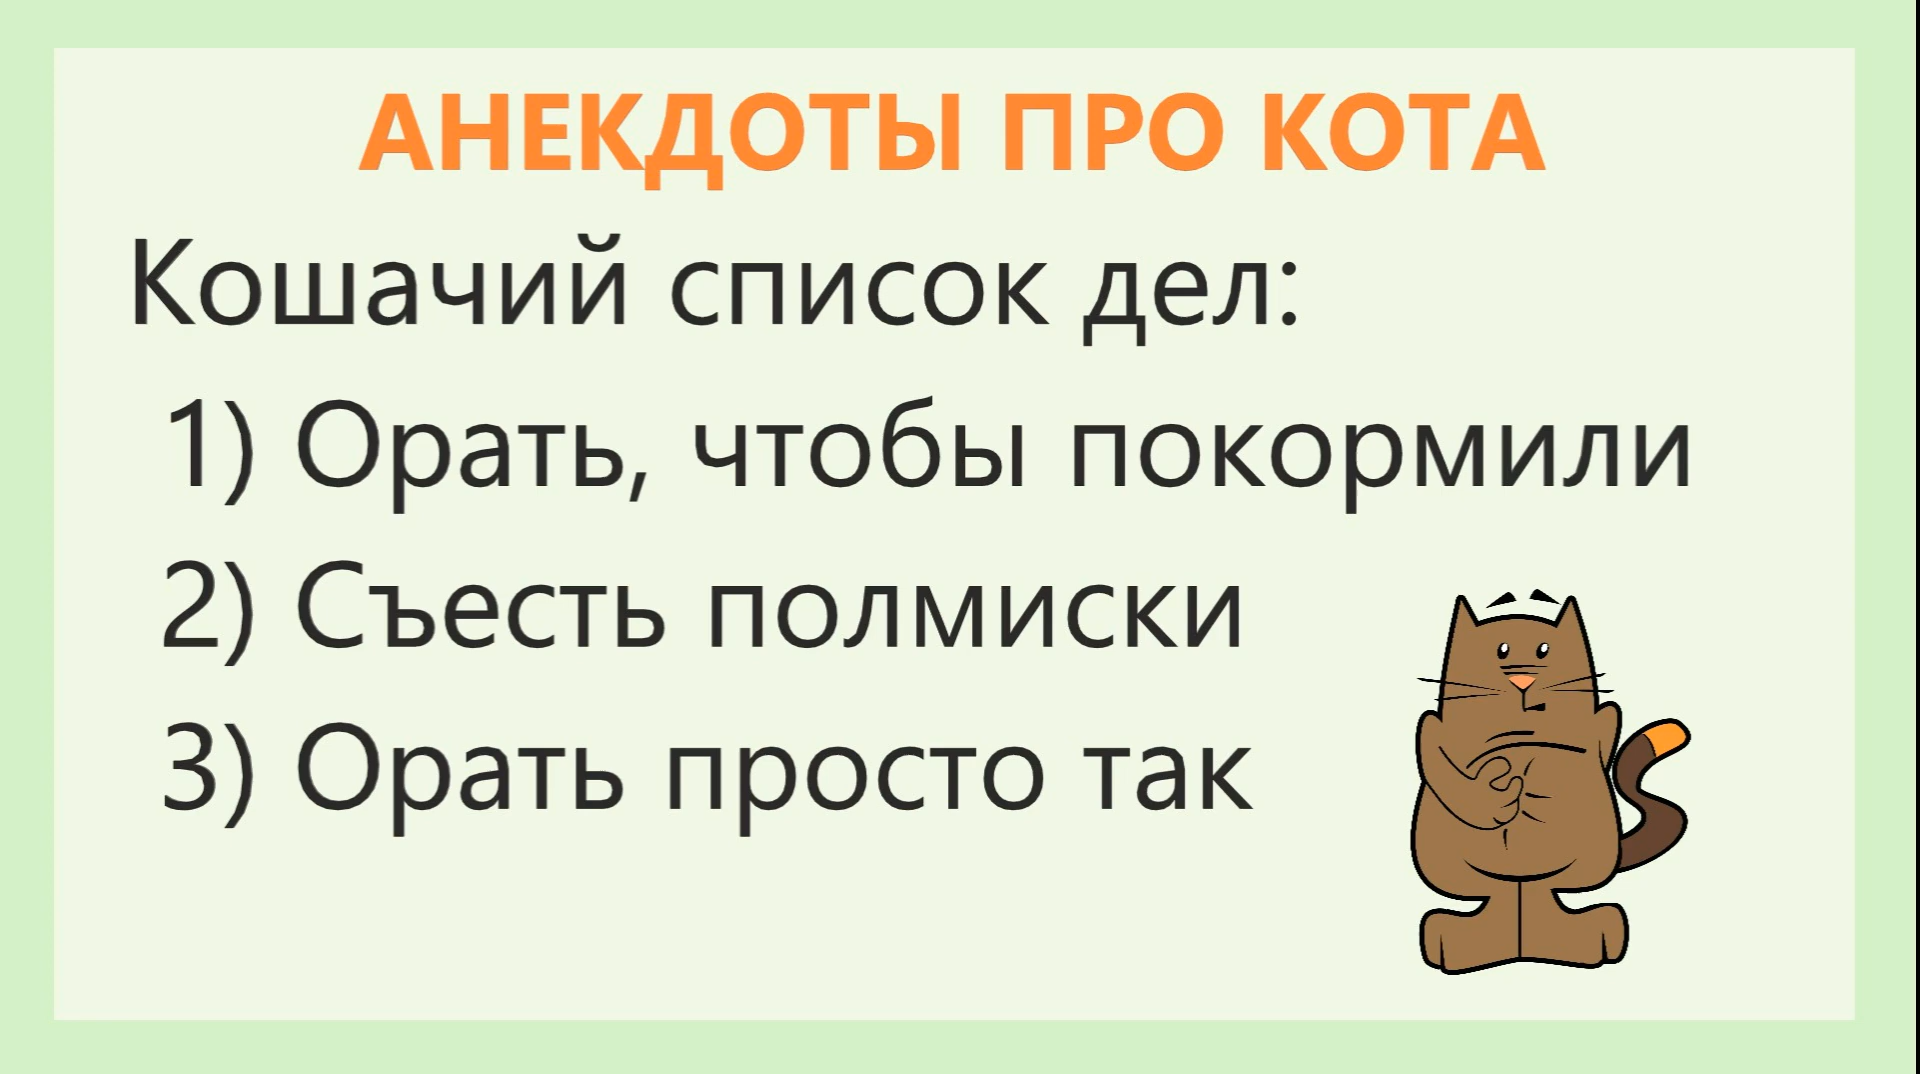 АНЕКДОТЫ ПРО КОТА
Кошачий список дел:
1) Орать, чтобы покормили
2) Съесть полмиски
3) Орать просто так